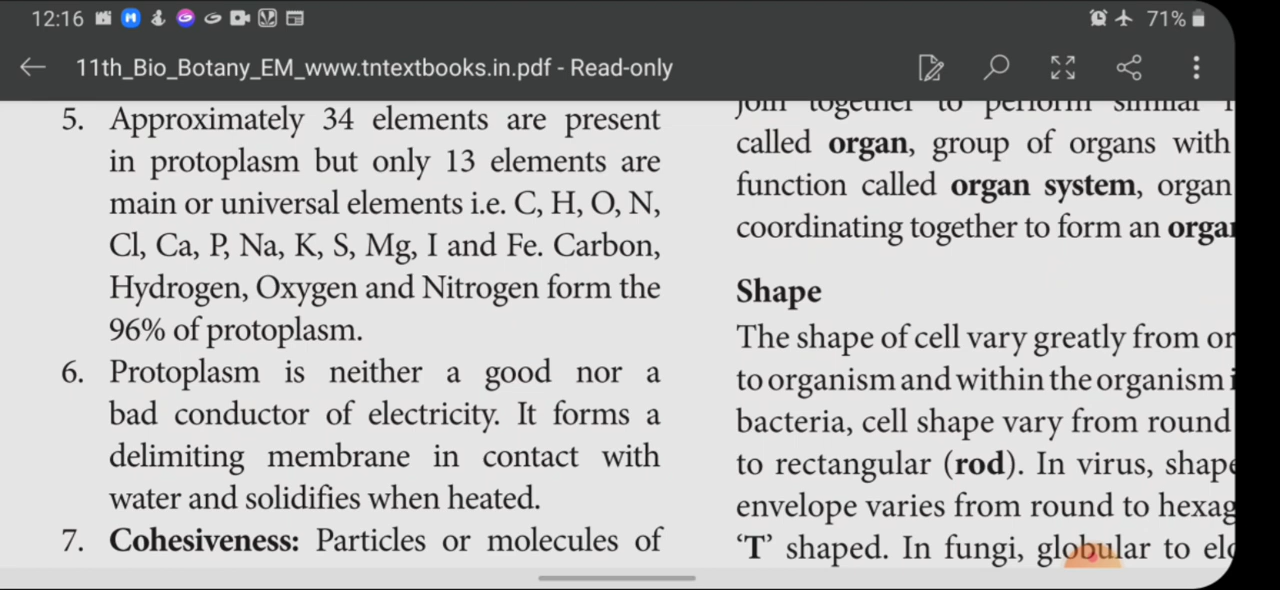 12:16
71%
11th_Bio_Botany_EM_www.tntextbooks.in.pdf - Read-only
5. Approximately 34 elements are present
in protoplasm but only 13 elements are
main or universal elements i.e. C, H, O, N,
Cl, Ca, P, Na, K, S, Mg, I and Fe. Carbon,
Hydrogen, Oxygen and Nitrogen form the
96% of protoplasm.
6. Protoplasm is neither a good nor a
bad conductor of electricity. It forms a
delimiting membrane in contact with
water and solidifies when heated.
7. Cohesiveness: Particles or molecules of
join together to perform similar
called organ, group of organs with
function called organ system, organ
coordinating together to form an
Shape
The shape of cell vary greatly from
to organism and within the organism
bacteria, cell shape vary from round
to rectangular (rod). In virus,
envelope varies from round to
'T' shaped. In fungi, globular to